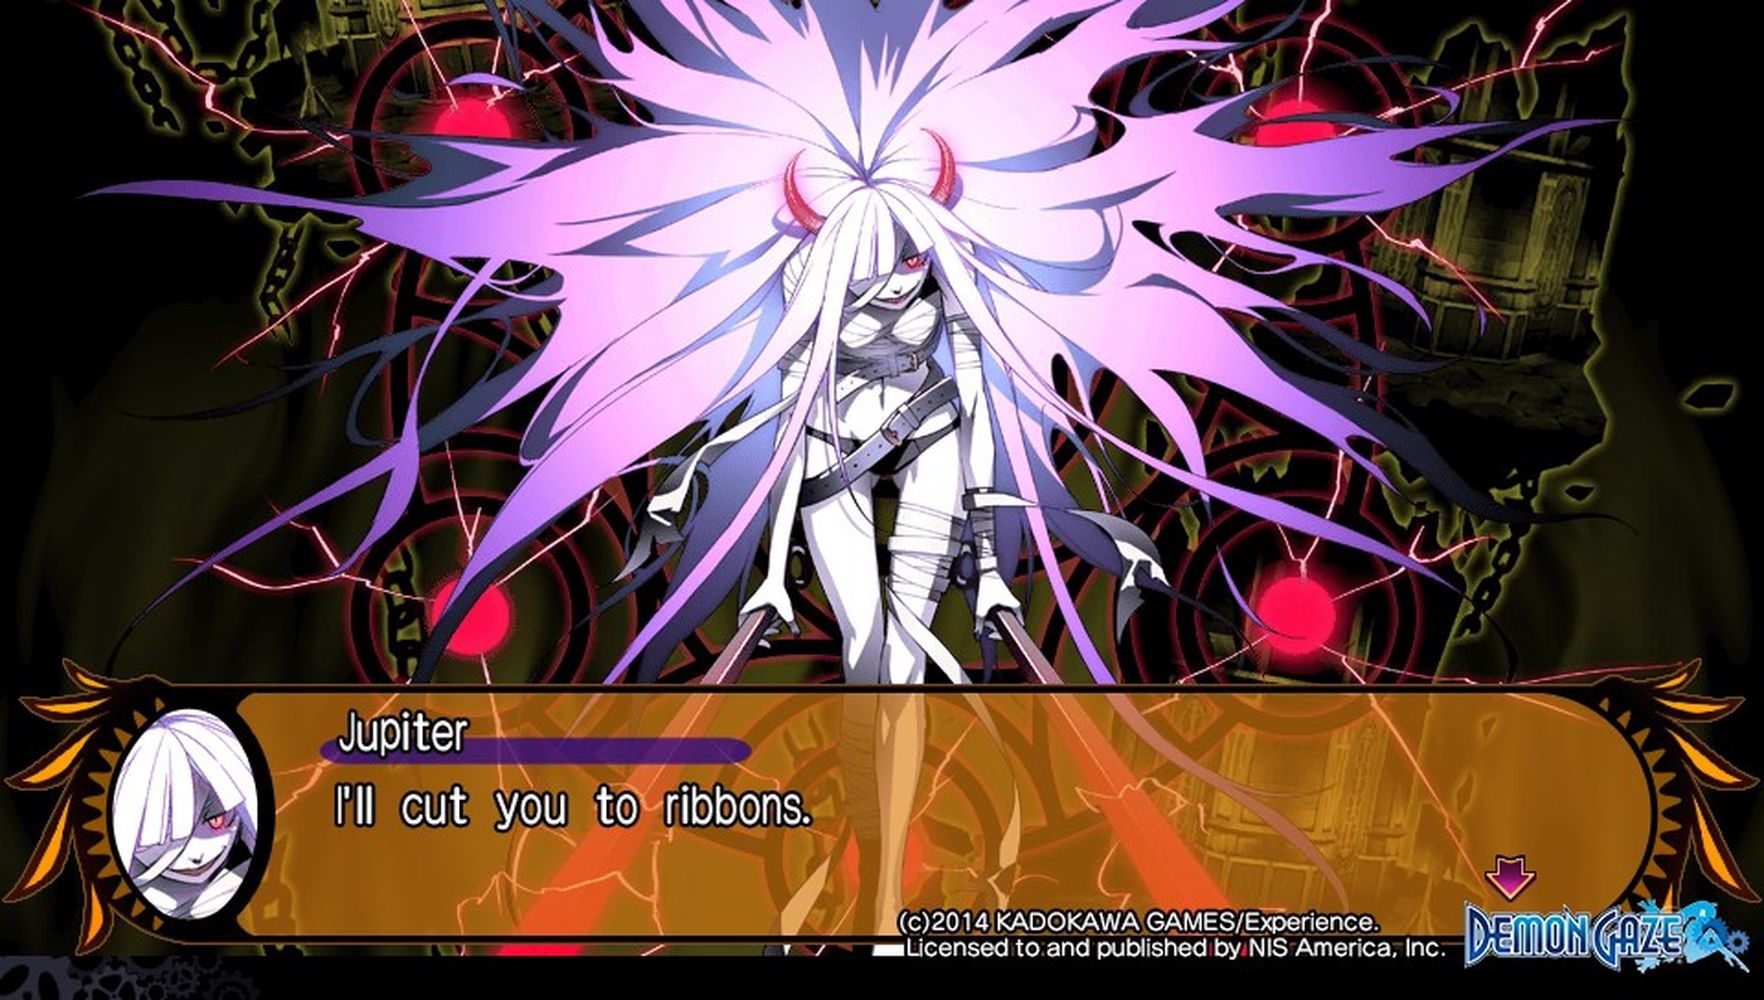 Jupiter
I'll cut you to ribbons.
(c)2014 KADOKAWA GAMES/Experience.
Licensed to and published by NIS America, Inc.
DEMON GAZE